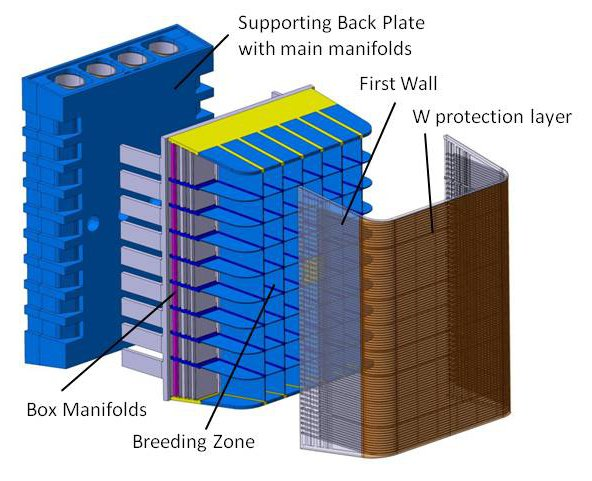 Supporting Back Plate
with main manifolds
First Wall
W protection layer
Box Manifolds
Breeding Zone